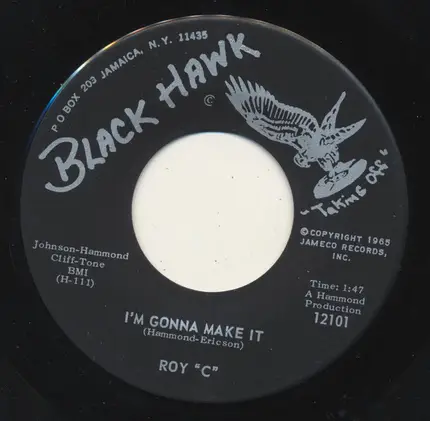 P O BOX 203 JAMAICA, N.Y. 11435
BLACK HAWK
©
"Taking Off"
© COPYRIGHT 1965
JAMECO RECORDS,
INC.
Johnson-Hammond
Cliff-Tone
BMI
(H-111)
Time: 1:47
A Hammond
Production
12101
I'M GONNA MAKE IT
(Hammond-Ericson)
ROY "C"